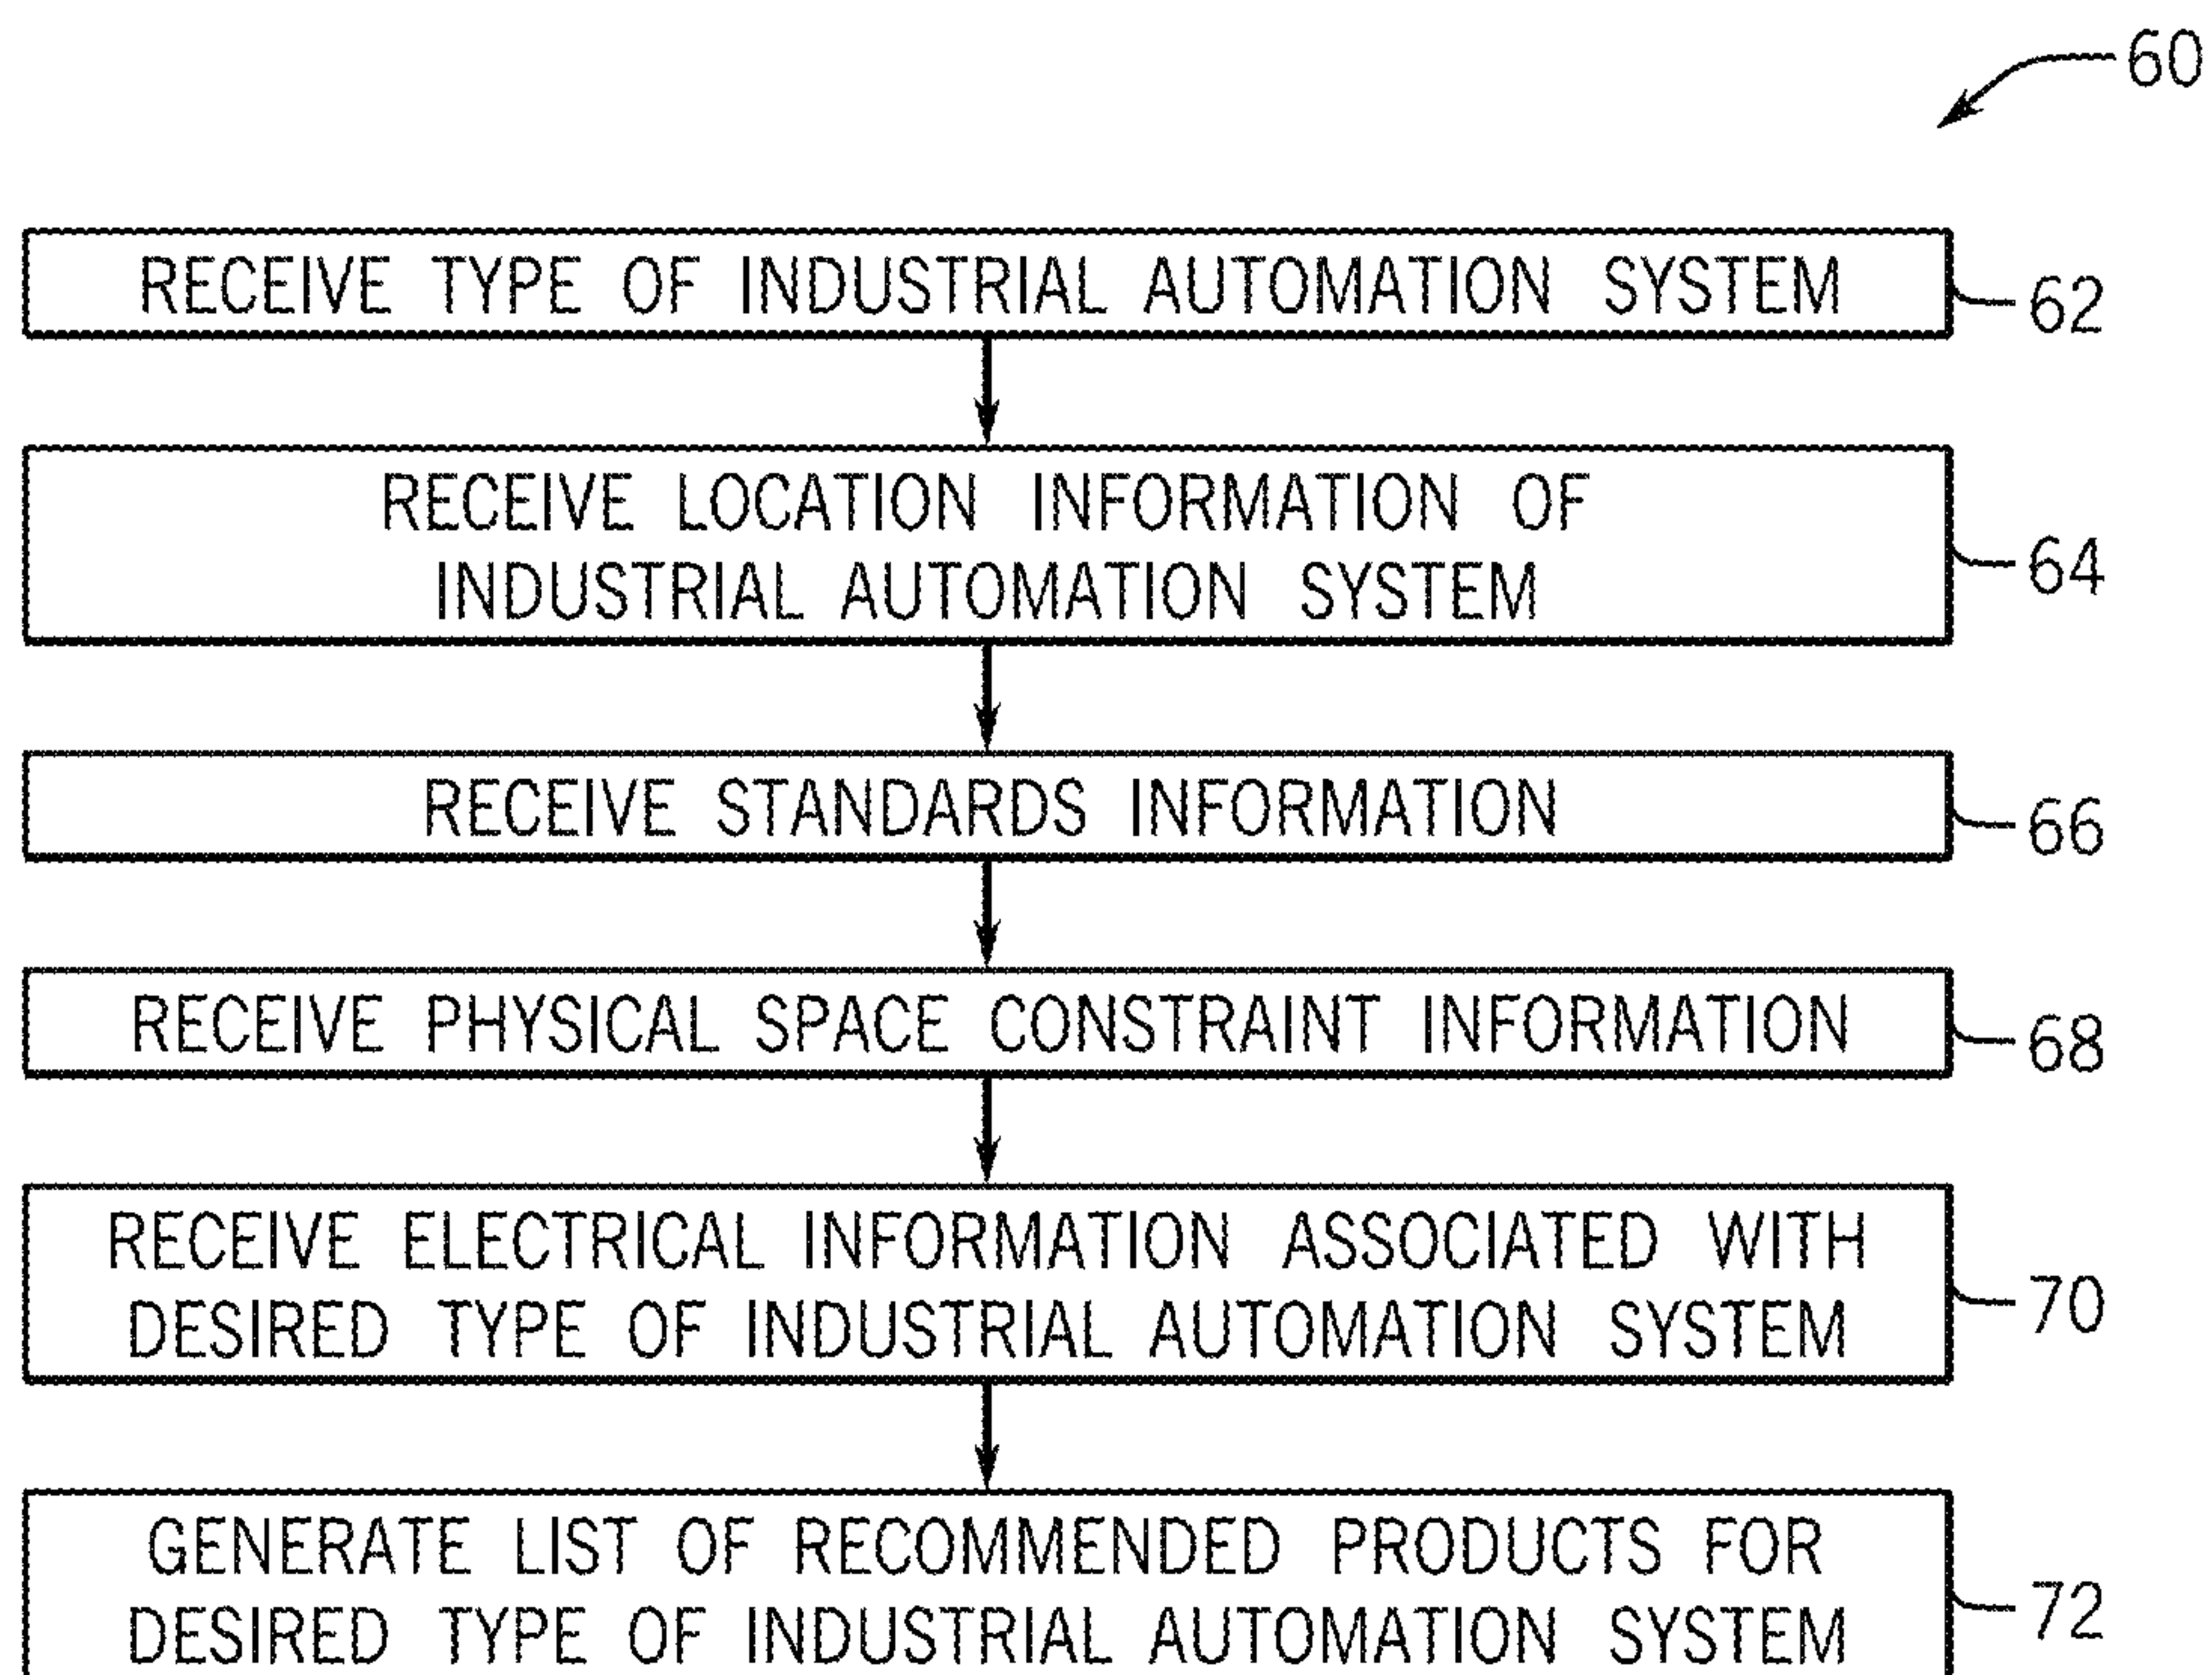 60
RECEIVE TYPE OF INDUSTRIAL AUTOMATION SYSTEM
62
RECEIVE LOCATION INFORMATION OF
INDUSTRIAL AUTOMATION SYSTEM
64
RECEIVE STANDARDS INFORMATION
66
RECEIVE PHYSICAL SPACE CONSTRAINT INFORMATION
68
RECEIVE ELECTRICAL INFORMATION ASSOCIATED WITH
DESIRED TYPE OF INDUSTRIAL AUTOMATION SYSTEM
70
GENERATE LIST OF RECOMMENDED PRODUCTS FOR
DESIRED TYPE OF INDUSTRIAL AUTOMATION SYSTEM
72